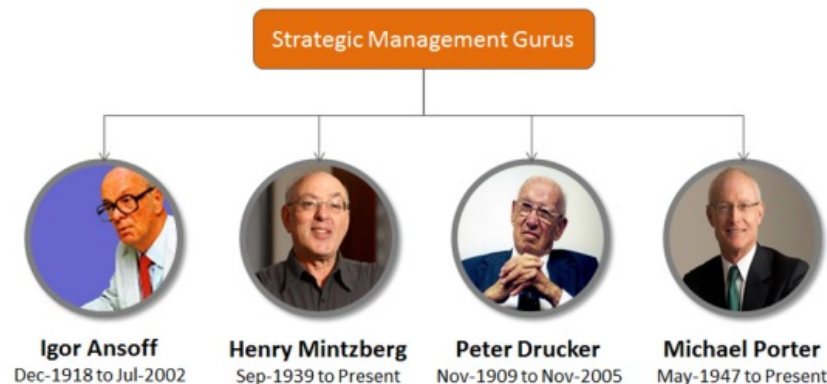 Strategic Management Gurus
Igor Ansoff
Dec-1918 to Jul-2002
Henry Mintzberg
Sep-1939 to Present
Peter Drucker
Nov-1909 to Nov-2005
Michael Porter
May-1947 to Present